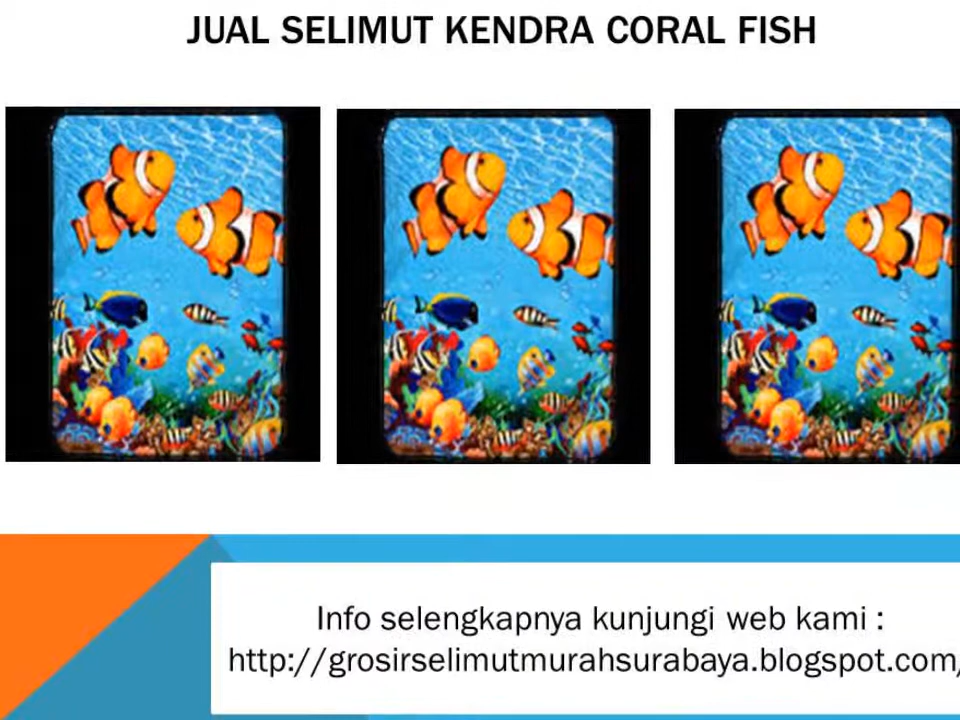 JUAL SELIMUT KENDRA CORAL FISH
Info selengkapnya kunjungi web kami :
http://grosirselimutmurahsurabaya.blogspot.com/